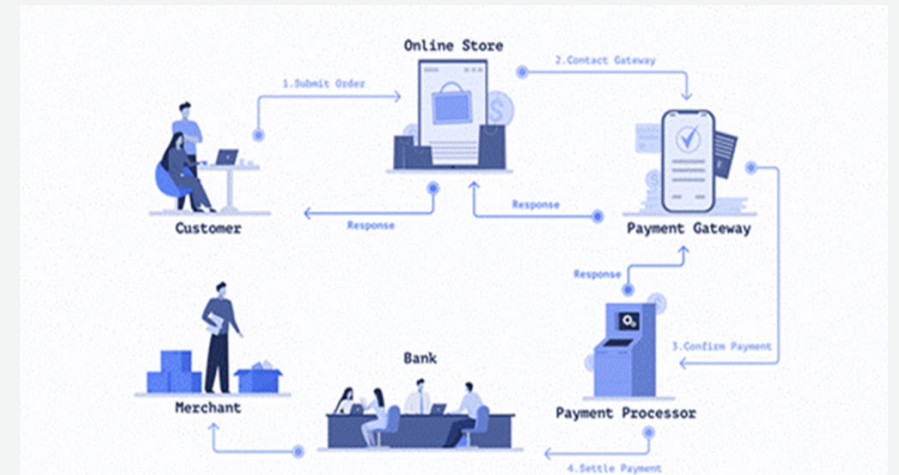 Online Store
2.Contact Gateway
1.Submit Order
$
Response
Response
Customer
Payment Gateway
Response
3.Confirm Payment
Bank
Merchant
Payment Processor
4.Settle Payment